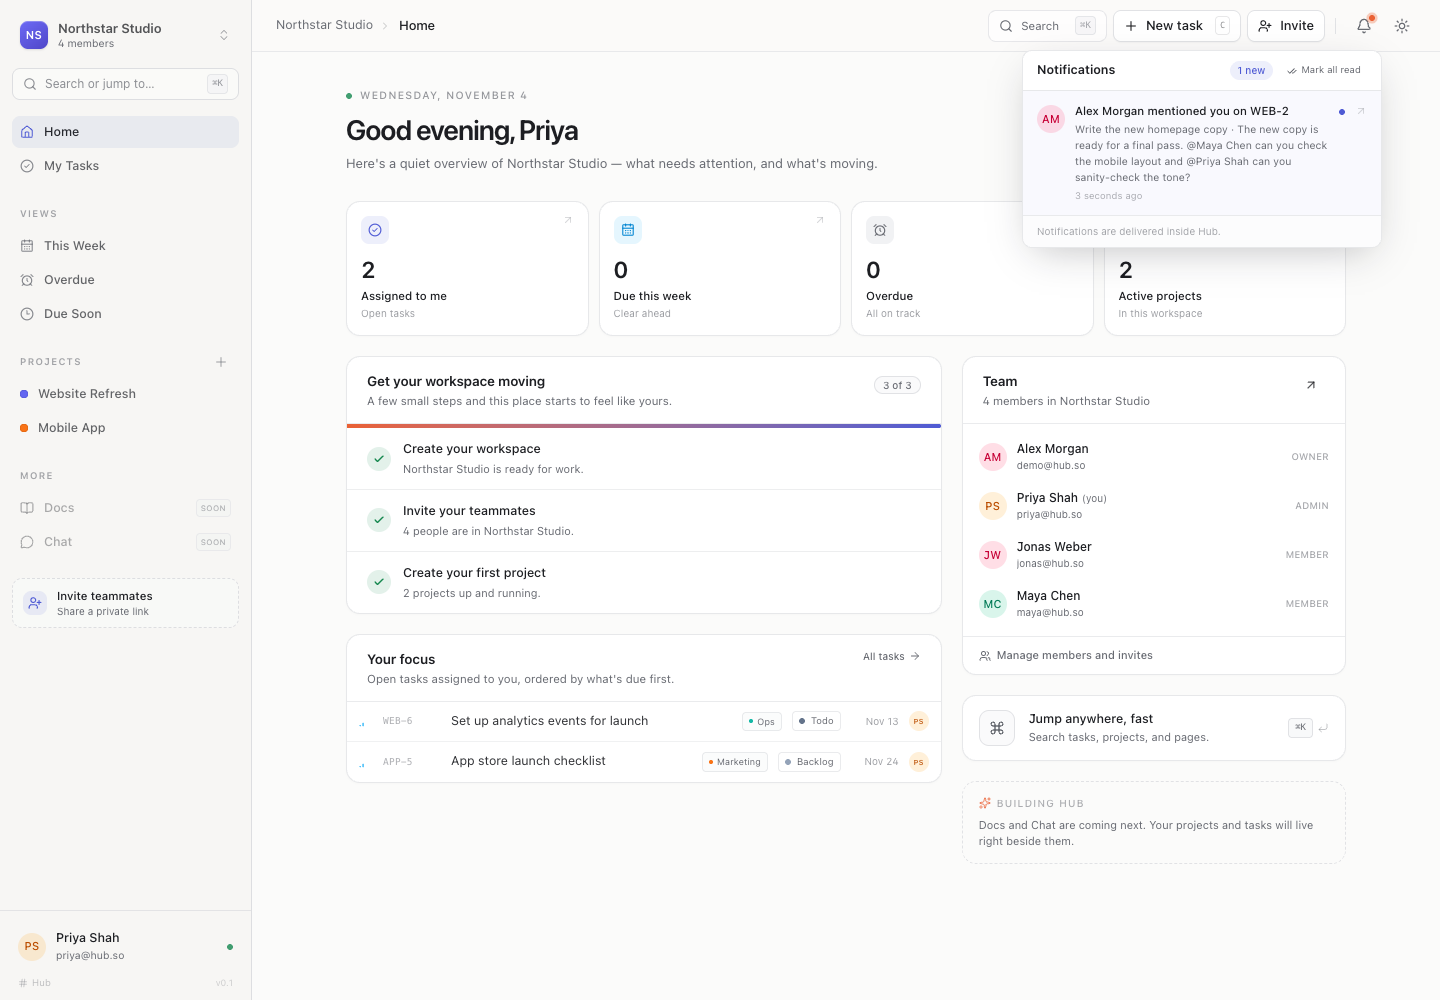 NS
Northstar Studio
4 members
Search or jump to...
⌘K
Home
My Tasks
VIEWS
This Week
Overdue
Due Soon
PROJECTS
Website Refresh
Mobile App
MORE
Docs
SOON
Chat
SOON
Invite teammates
Share a private link
PS
Priya Shah
priya@hub.so
Hub
v0.1
Northstar Studio
Home
Search
⌘K
New task
C
Invite
WEDNESDAY, NOVEMBER 4
Good evening, Priya
Here's a quiet overview of Northstar Studio — what needs attention, and what's moving.
Notifications
1 new
Mark all read
AM
Alex Morgan mentioned you on WEB-2
Write the new homepage copy · The new copy is
ready for a final pass. @Maya Chen can you check
the mobile layout and @Priya Shah can you
sanity-check the tone?
3 seconds ago
Notifications are delivered inside Hub.
2
Assigned to me
Open tasks
0
Due this week
Clear ahead
0
Overdue
All on track
2
Active projects
In this workspace
Get your workspace moving
A few small steps and this place starts to feel like yours.
3 of 3
Create your workspace
Northstar Studio is ready for work.
Invite your teammates
4 people are in Northstar Studio.
Create your first project
2 projects up and running.
Your focus
Open tasks assigned to you, ordered by what's due first.
All tasks
WEB-6
Set up analytics events for launch
Ops
Todo
Nov 13
PS
APP-5
App store launch checklist
Marketing
Backlog
Nov 24
PS
Team
4 members in Northstar Studio
AM
Alex Morgan
demo@hub.so
OWNER
PS
Priya Shah (you)
priya@hub.so
ADMIN
JW
Jonas Weber
jonas@hub.so
MEMBER
MC
Maya Chen
maya@hub.so
MEMBER
Manage members and invites
Jump anywhere, fast
Search tasks, projects, and pages.
⌘K
BUILDING HUB
Docs and Chat are coming next. Your projects and tasks will live
right beside them.